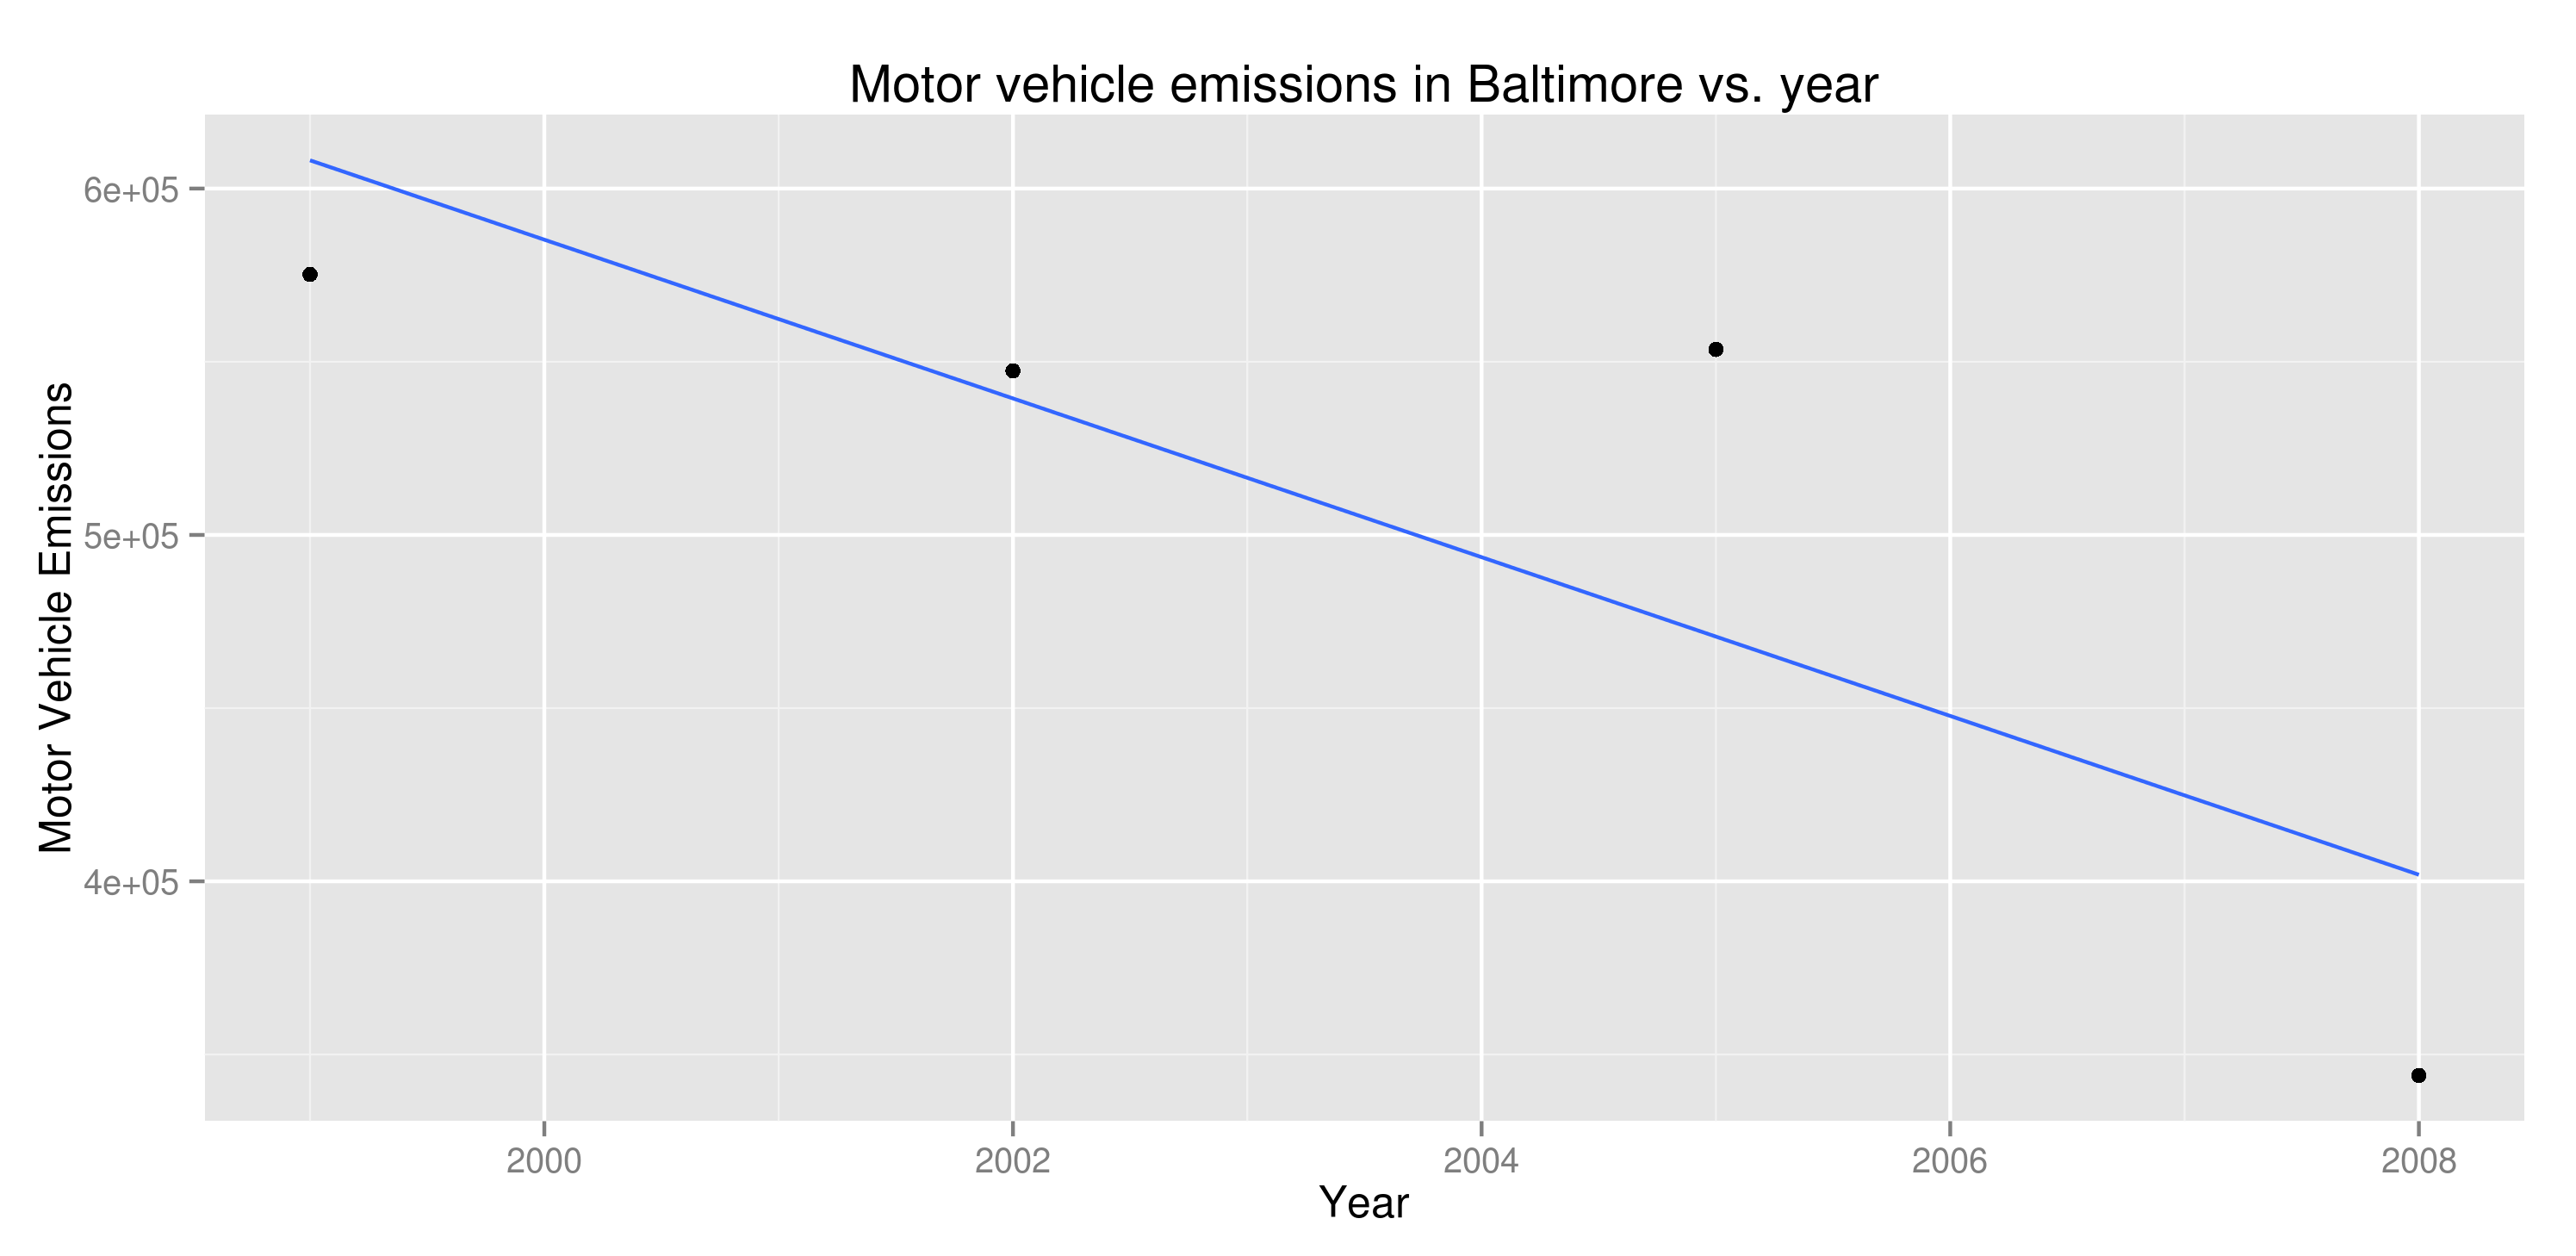 Motor vehicle emissions in Baltimore vs. year
Motor Vehicle Emissions
6e+05
5e+05
4e+05
2000 2002 2004 2006 2008
Year